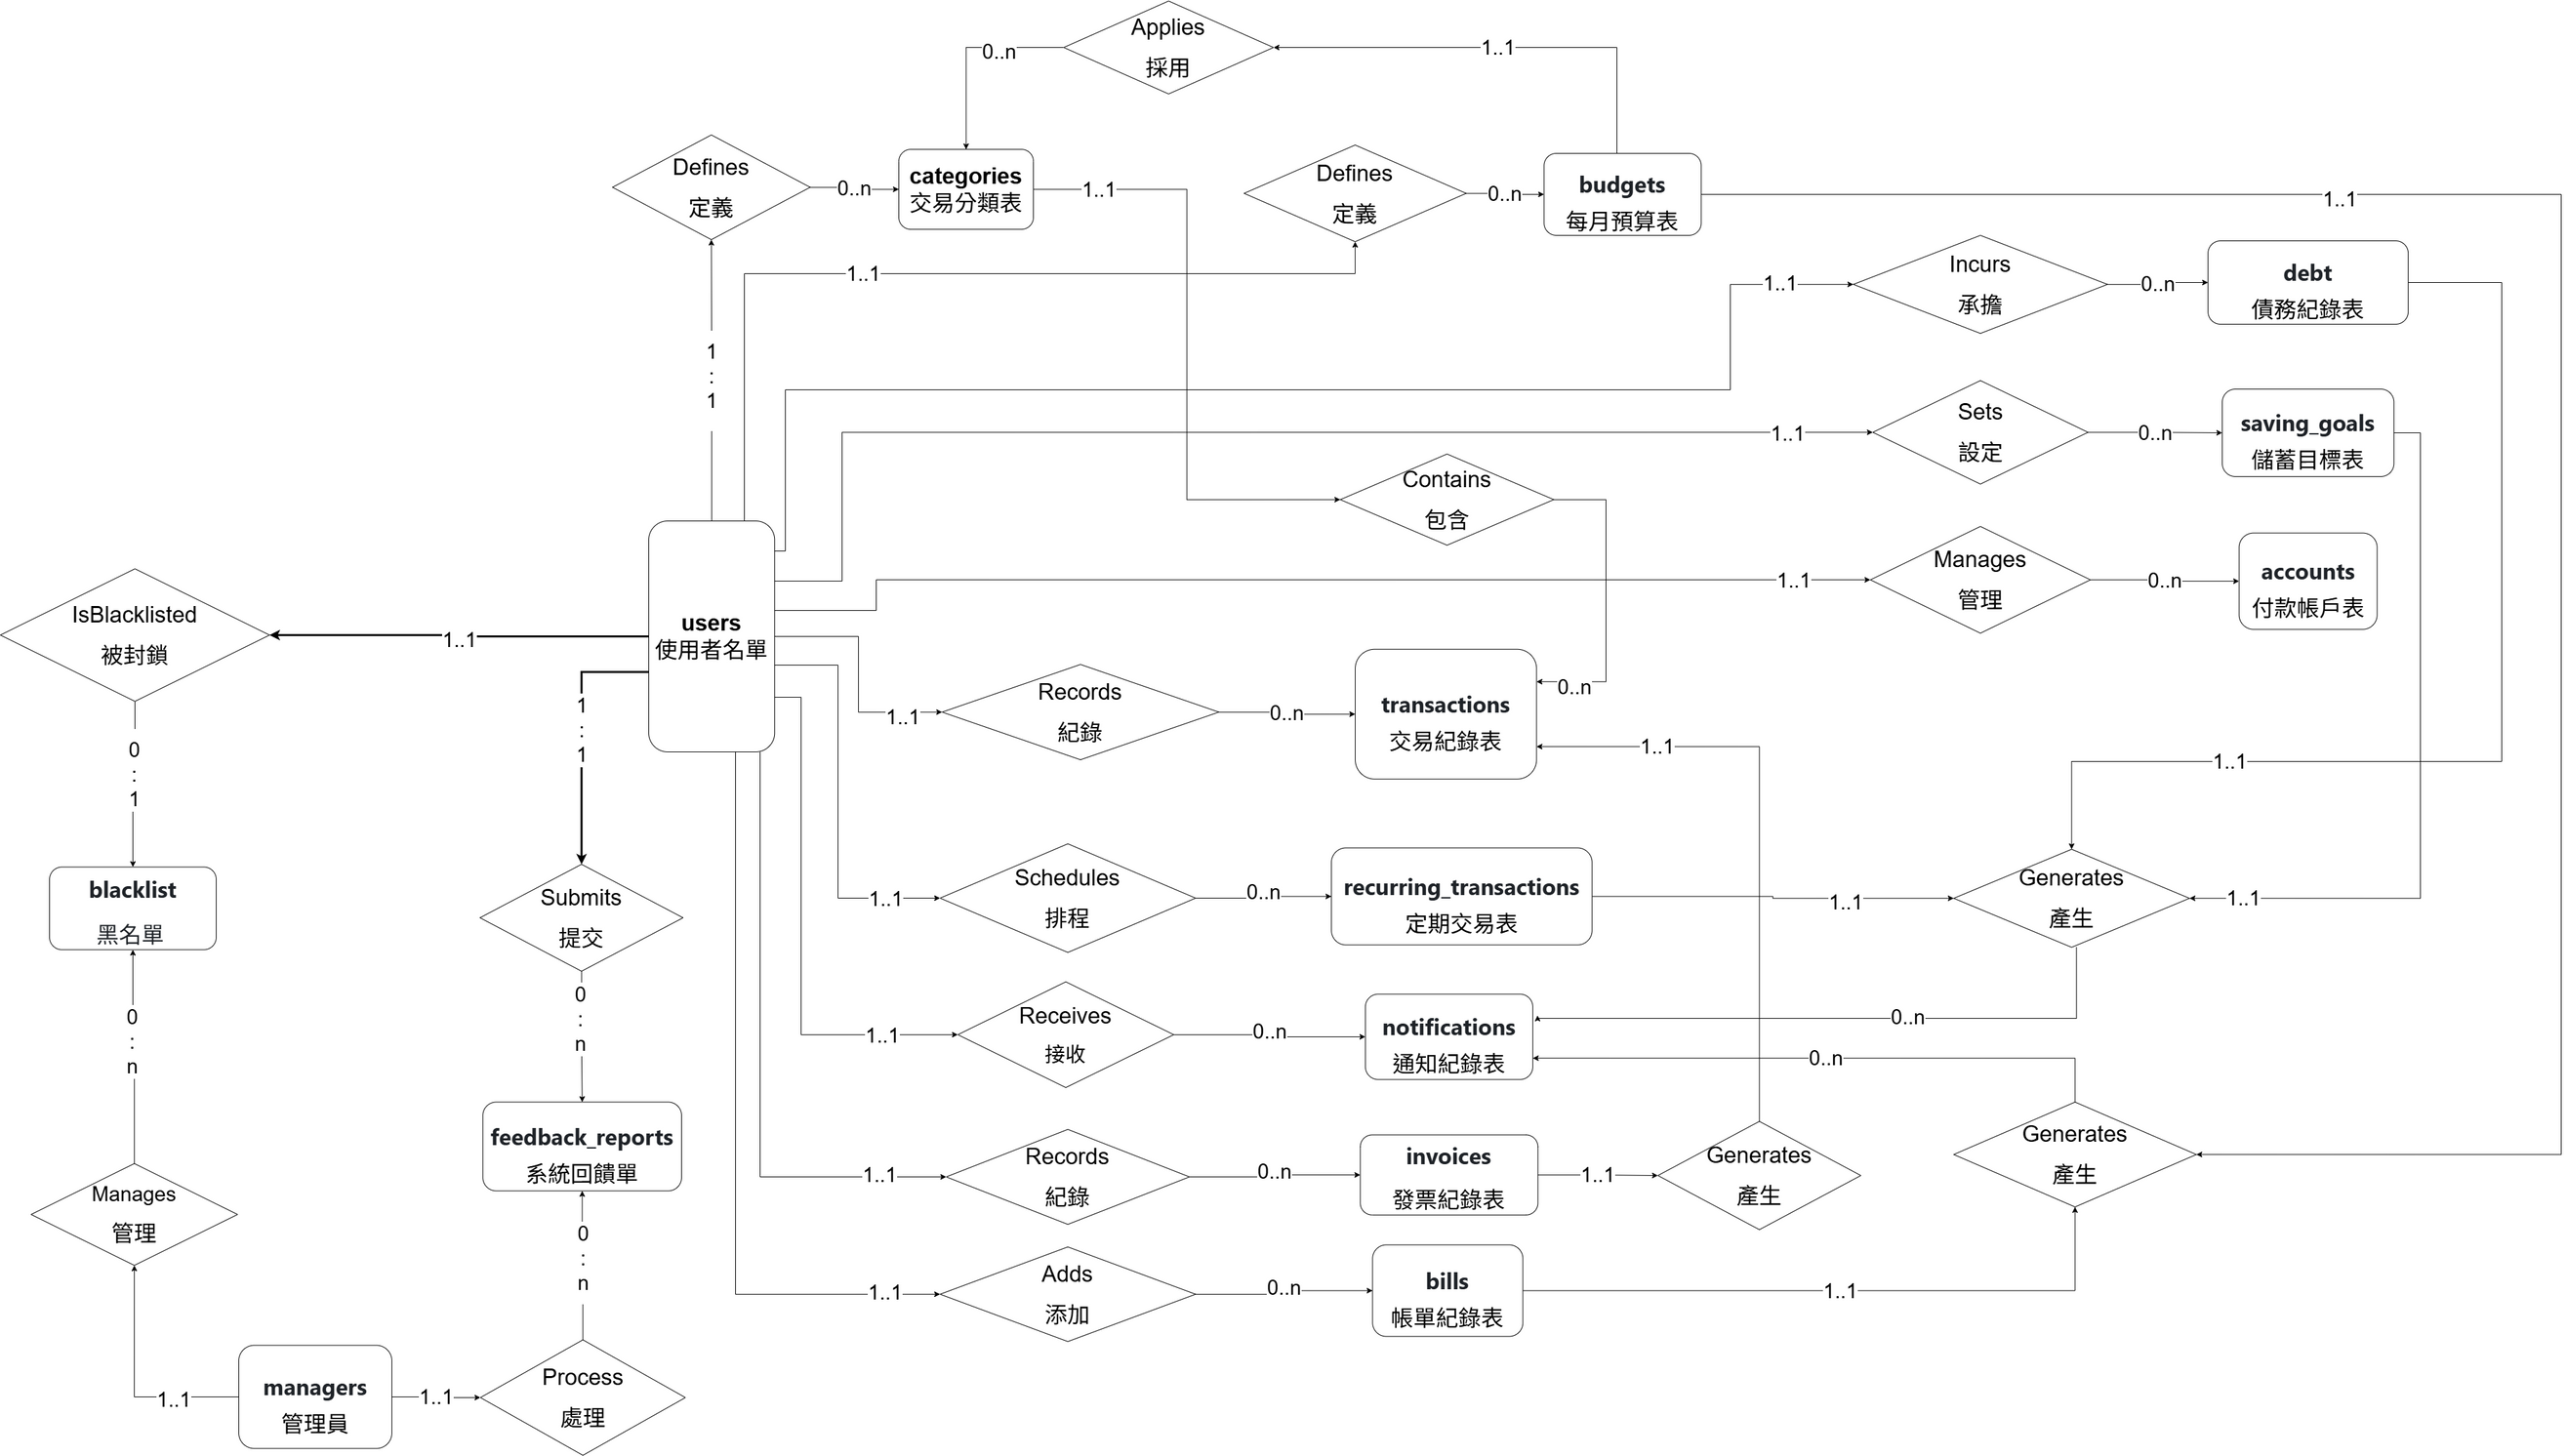 Applies
採用
0..n
1..1
Defines
定義
0..n
categories
交易分類表
1..1
Defines
定義
0..n
budgets
每月預算表
1..1
1..1
Incurs
承擔
1..1
0..n
debt
債務紀錄表
1
:
1
Sets
設定
1..1
0..n
saving_goals
儲蓄目標表
Contains
包含
Manages
管理
1..1
0..n
accounts
付款帳戶表
users
使用者名單
IsBlacklisted
被封鎖
1..1
1
:
1
Records
紀錄
1..1
0..n
0..n
transactions
交易紀錄表
1..1
1..1
0
:
1
Schedules
排程
1..1
0..n
recurring_transactions
定期交易表
1..1
Generates
產生
1..1
blacklist
黑名單
Submits
提交
0
:
n
0
:
n
Receives
接收
1..1
0..n
notifications
通知紀錄表
0..n
0..n
feedback_reports
系統回饋單
Records
紀錄
1..1
0..n
invoices
發票紀錄表
1..1
Generates
產生
Generates
產生
Manages
管理
0
:
n
Adds
添加
1..1
0..n
bills
帳單紀錄表
1..1
managers
管理員
1..1
1..1
Process
處理